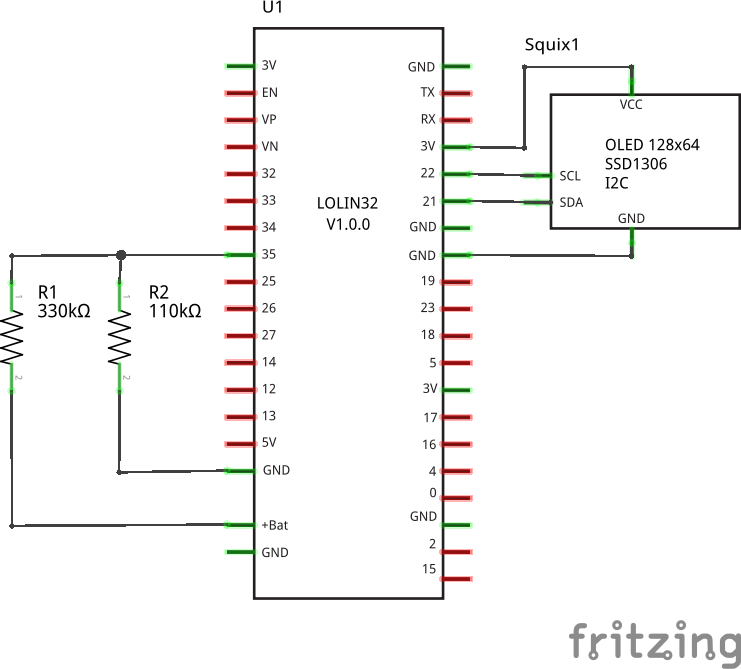 U1
3V
EN
VP
VN
32
33
34
35
25
26
27
14
12
13
5V
GND
+Bat
GND
LOLIN32
V1.0.0
GND
TX
RX
3V
22
21
GND
GND
19
23
18
5
3V
17
16
4
0
GND
2
15
R1
330kΩ
1
2
R2
110kΩ
1
2
Squix1
VCC
OLED 128x64
SSD1306
I2C
SCL
SDA
GND
fritzing